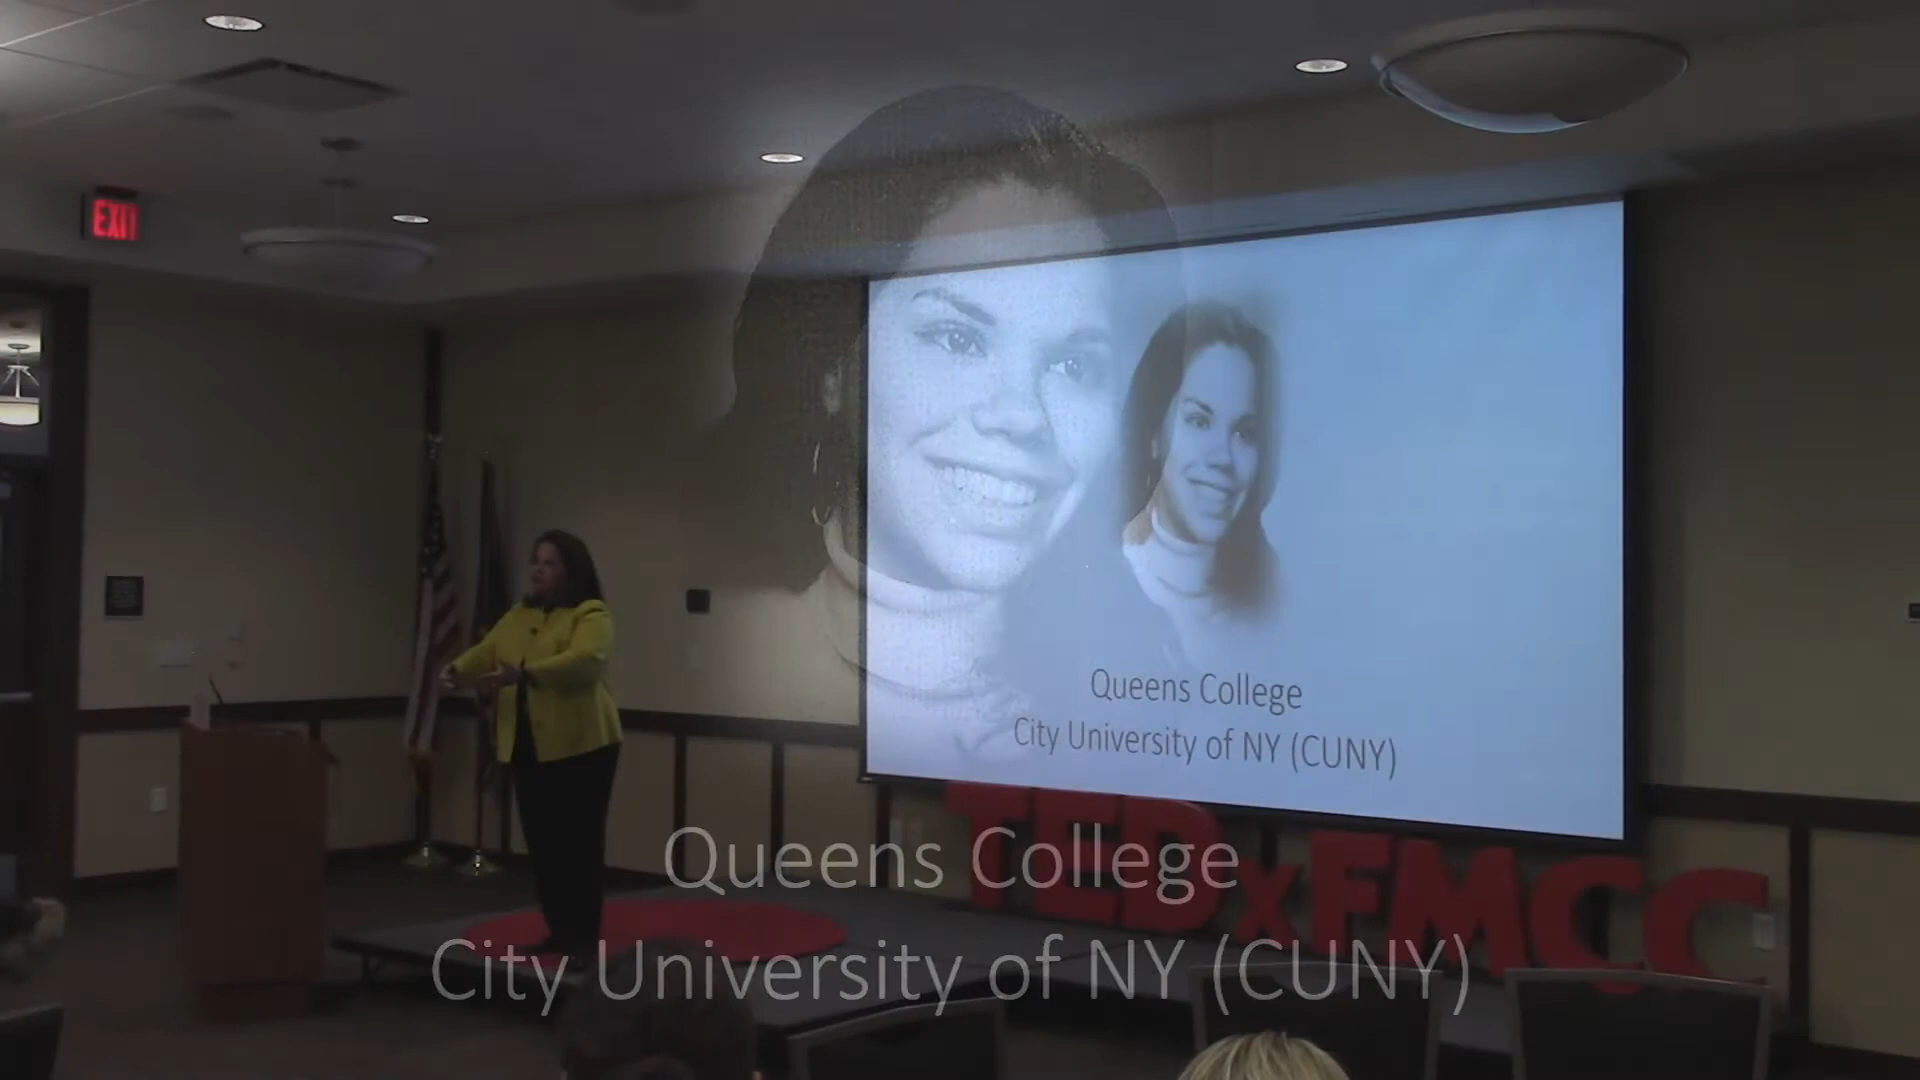 EXIT
Queens College
City University of NY (CUNY)
TEDxFMCC
Queens College
City University of NY (CUNY)